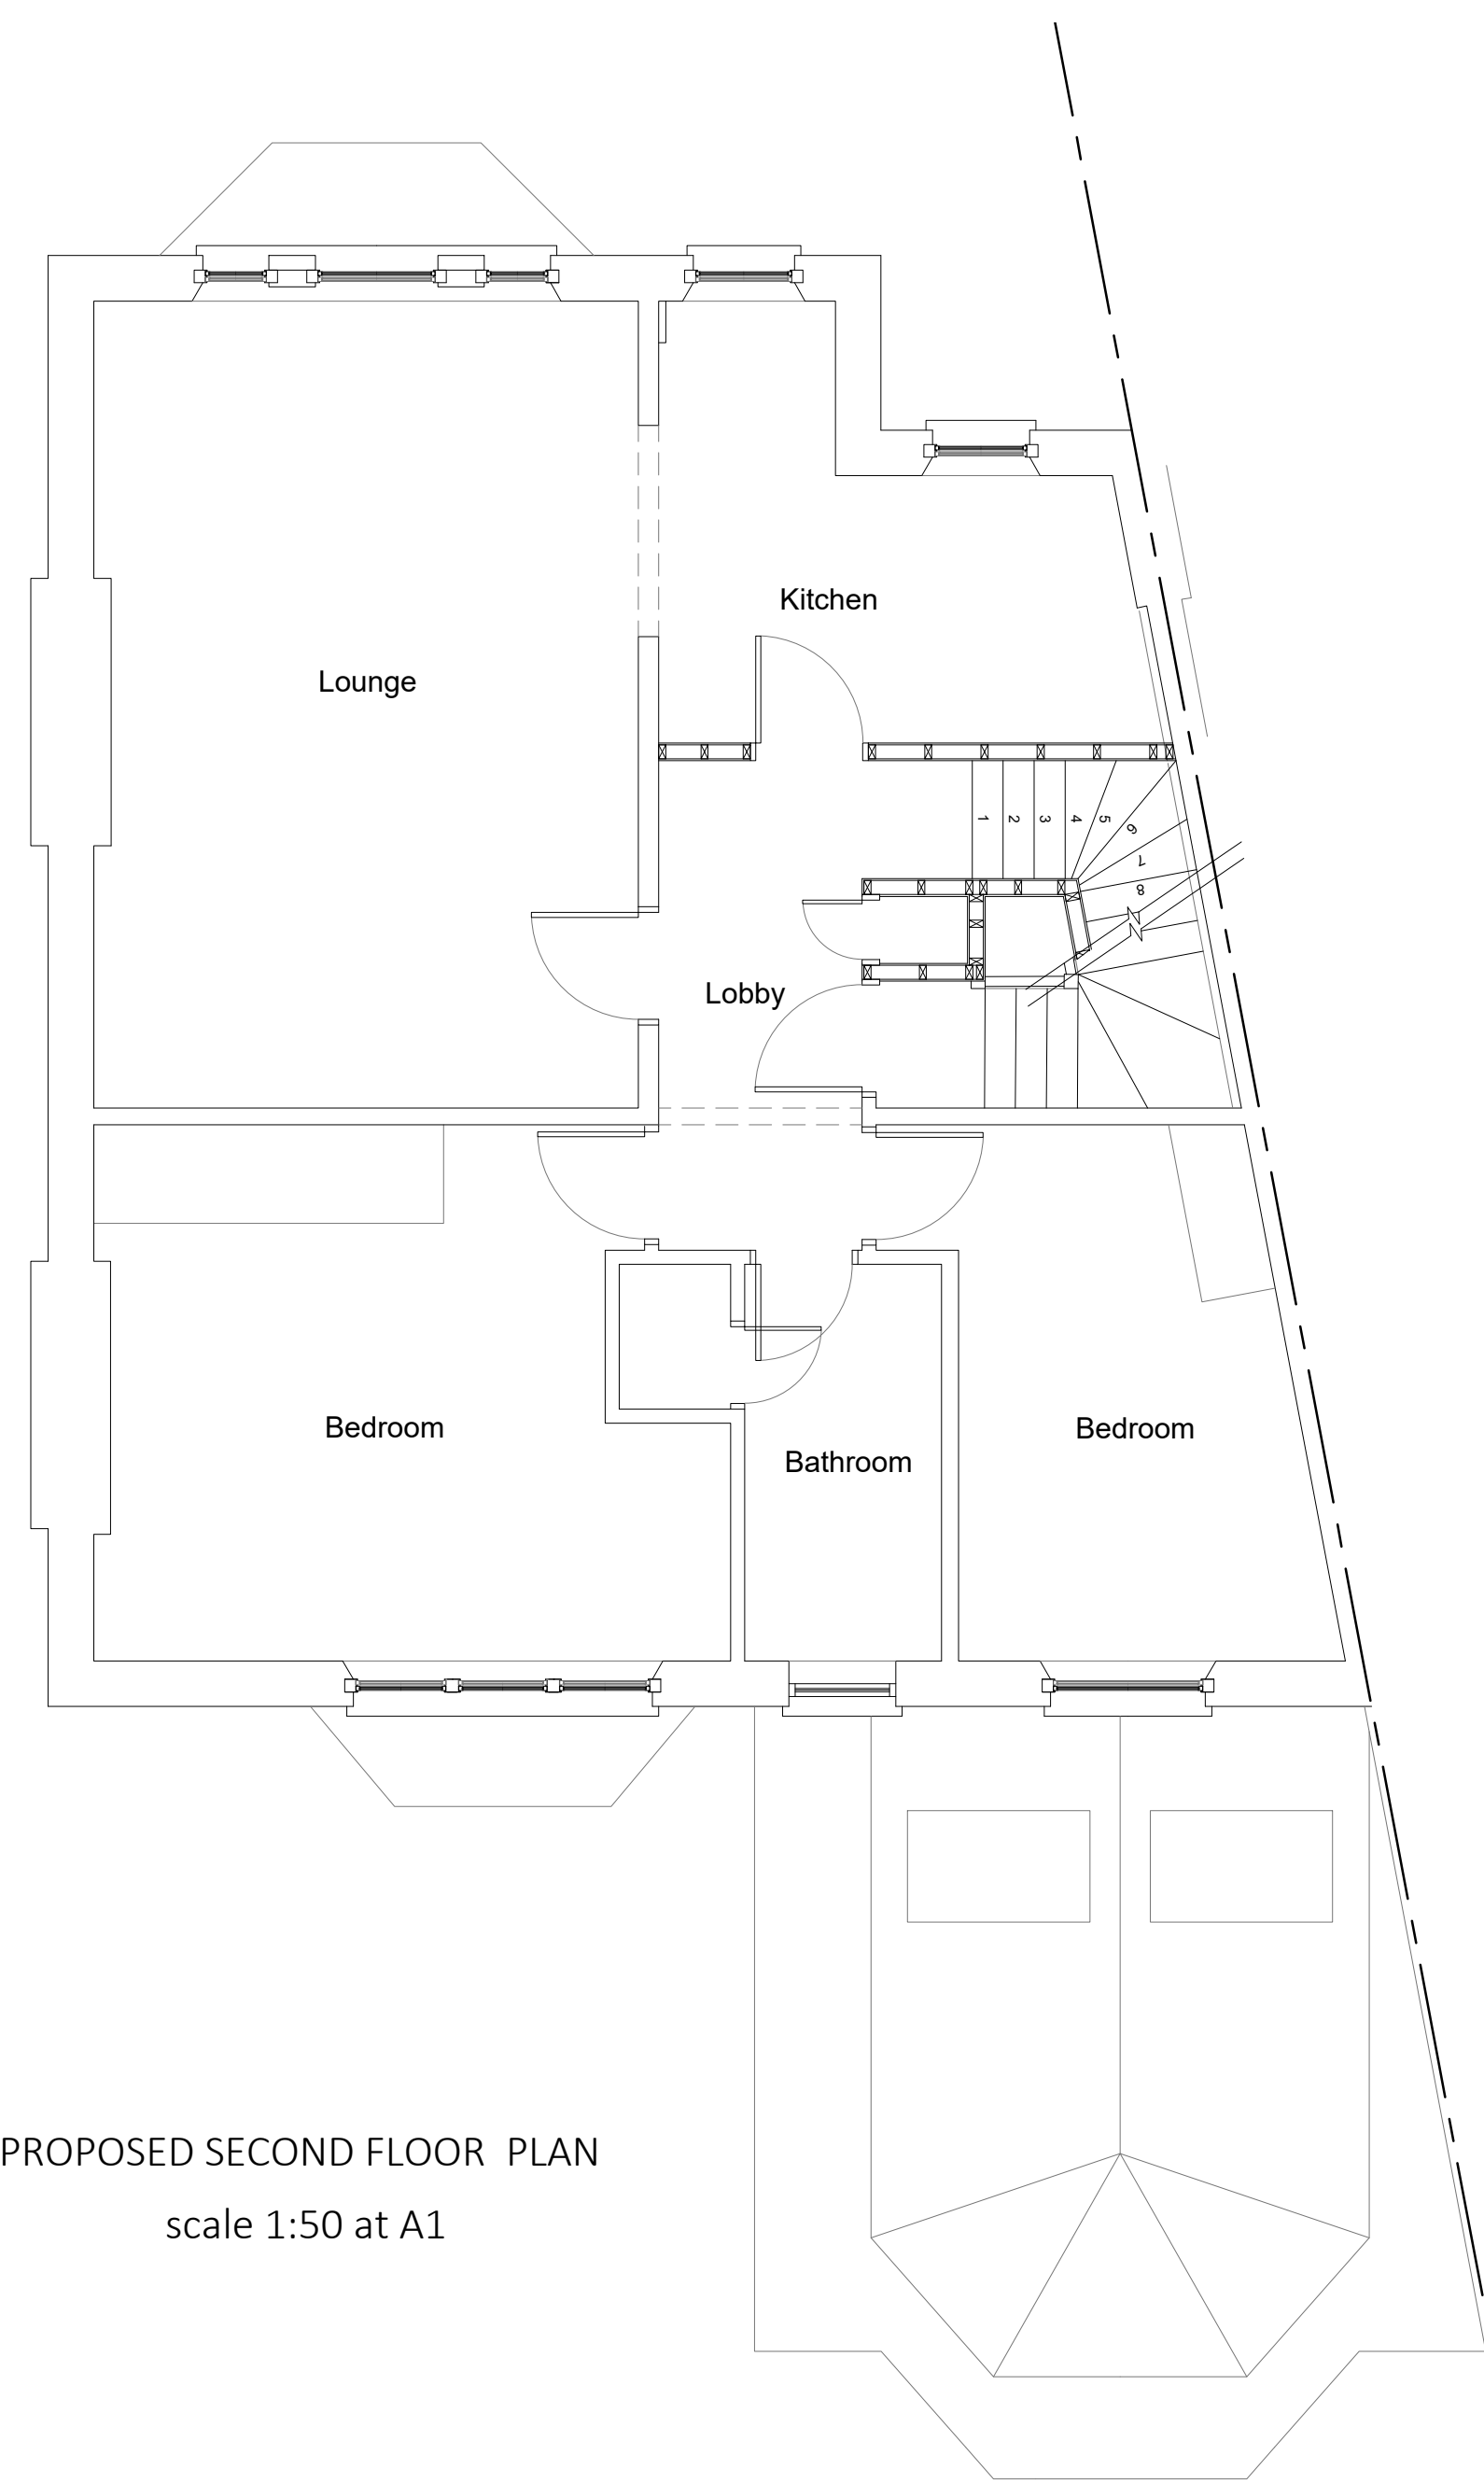 Kitchen
Lounge
1 2 3 4 5 6 7 8
Lobby
Bedroom
Bedroom
Bathroom
PROPOSED SECOND FLOOR PLAN
scale 1:50 at A1